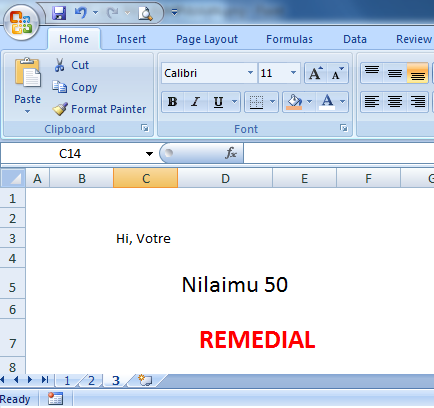 Home Insert Page Layout Formulas Data Review
Cut
Copy
Format Painter
Paste
Calibri 11 A A
B I U A
Clipboard Font
C14 fx
A B C D E F
1
2
3 Hi, Votre
4
5 Nilaimu 50
6
7 REMEDIAL
8
1 2 3
Ready